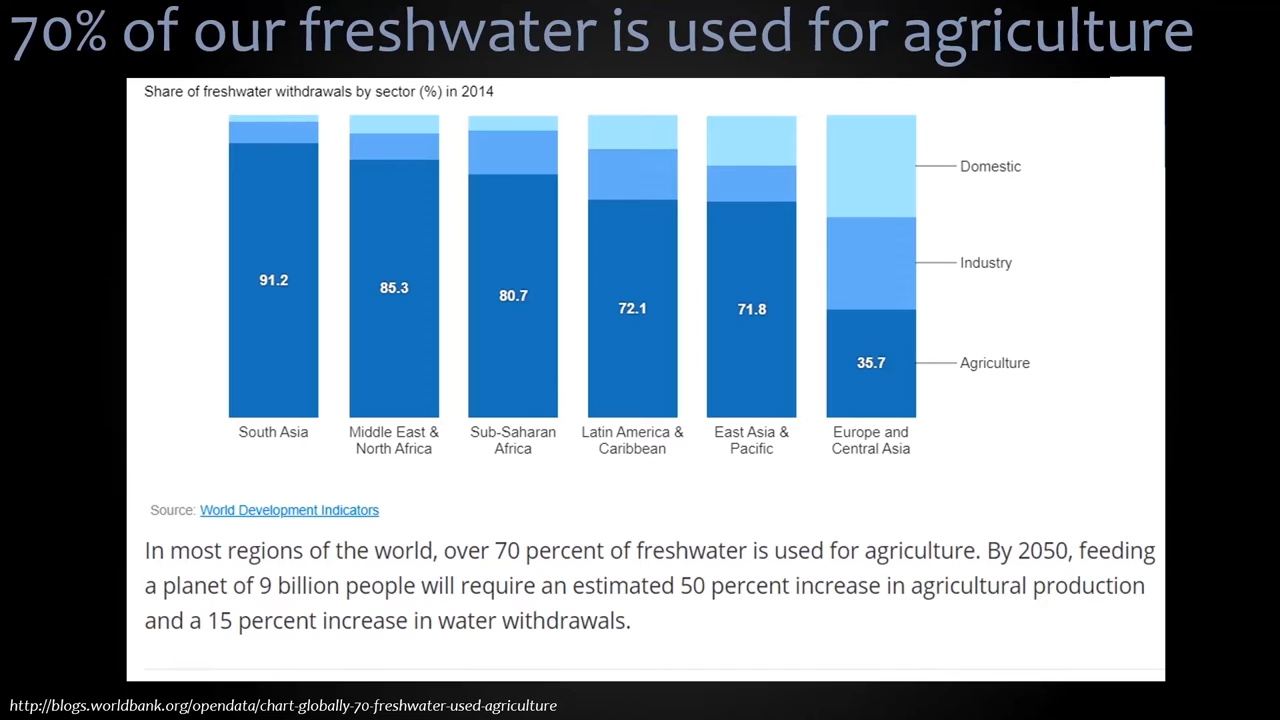 70% of our freshwater is used for agriculture
Share of freshwater withdrawals by sector (%) in 2014
Domestic
Industry
91.2
85.3
80.7
72.1
71.8
35.7
Agriculture
South Asia
Middle East &
North Africa
Sub-Saharan
Africa
Latin America &
Caribbean
East Asia &
Pacific
Europe and
Central Asia
Source: World Development Indicators
In most regions of the world, over 70 percent of freshwater is used for agriculture. By 2050, feeding
a planet of 9 billion people will require an estimated 50 percent increase in agricultural production
and a 15 percent increase in water withdrawals.
http://blogs.worldbank.org/opendata/chart-globally-70-freshwater-used-agriculture